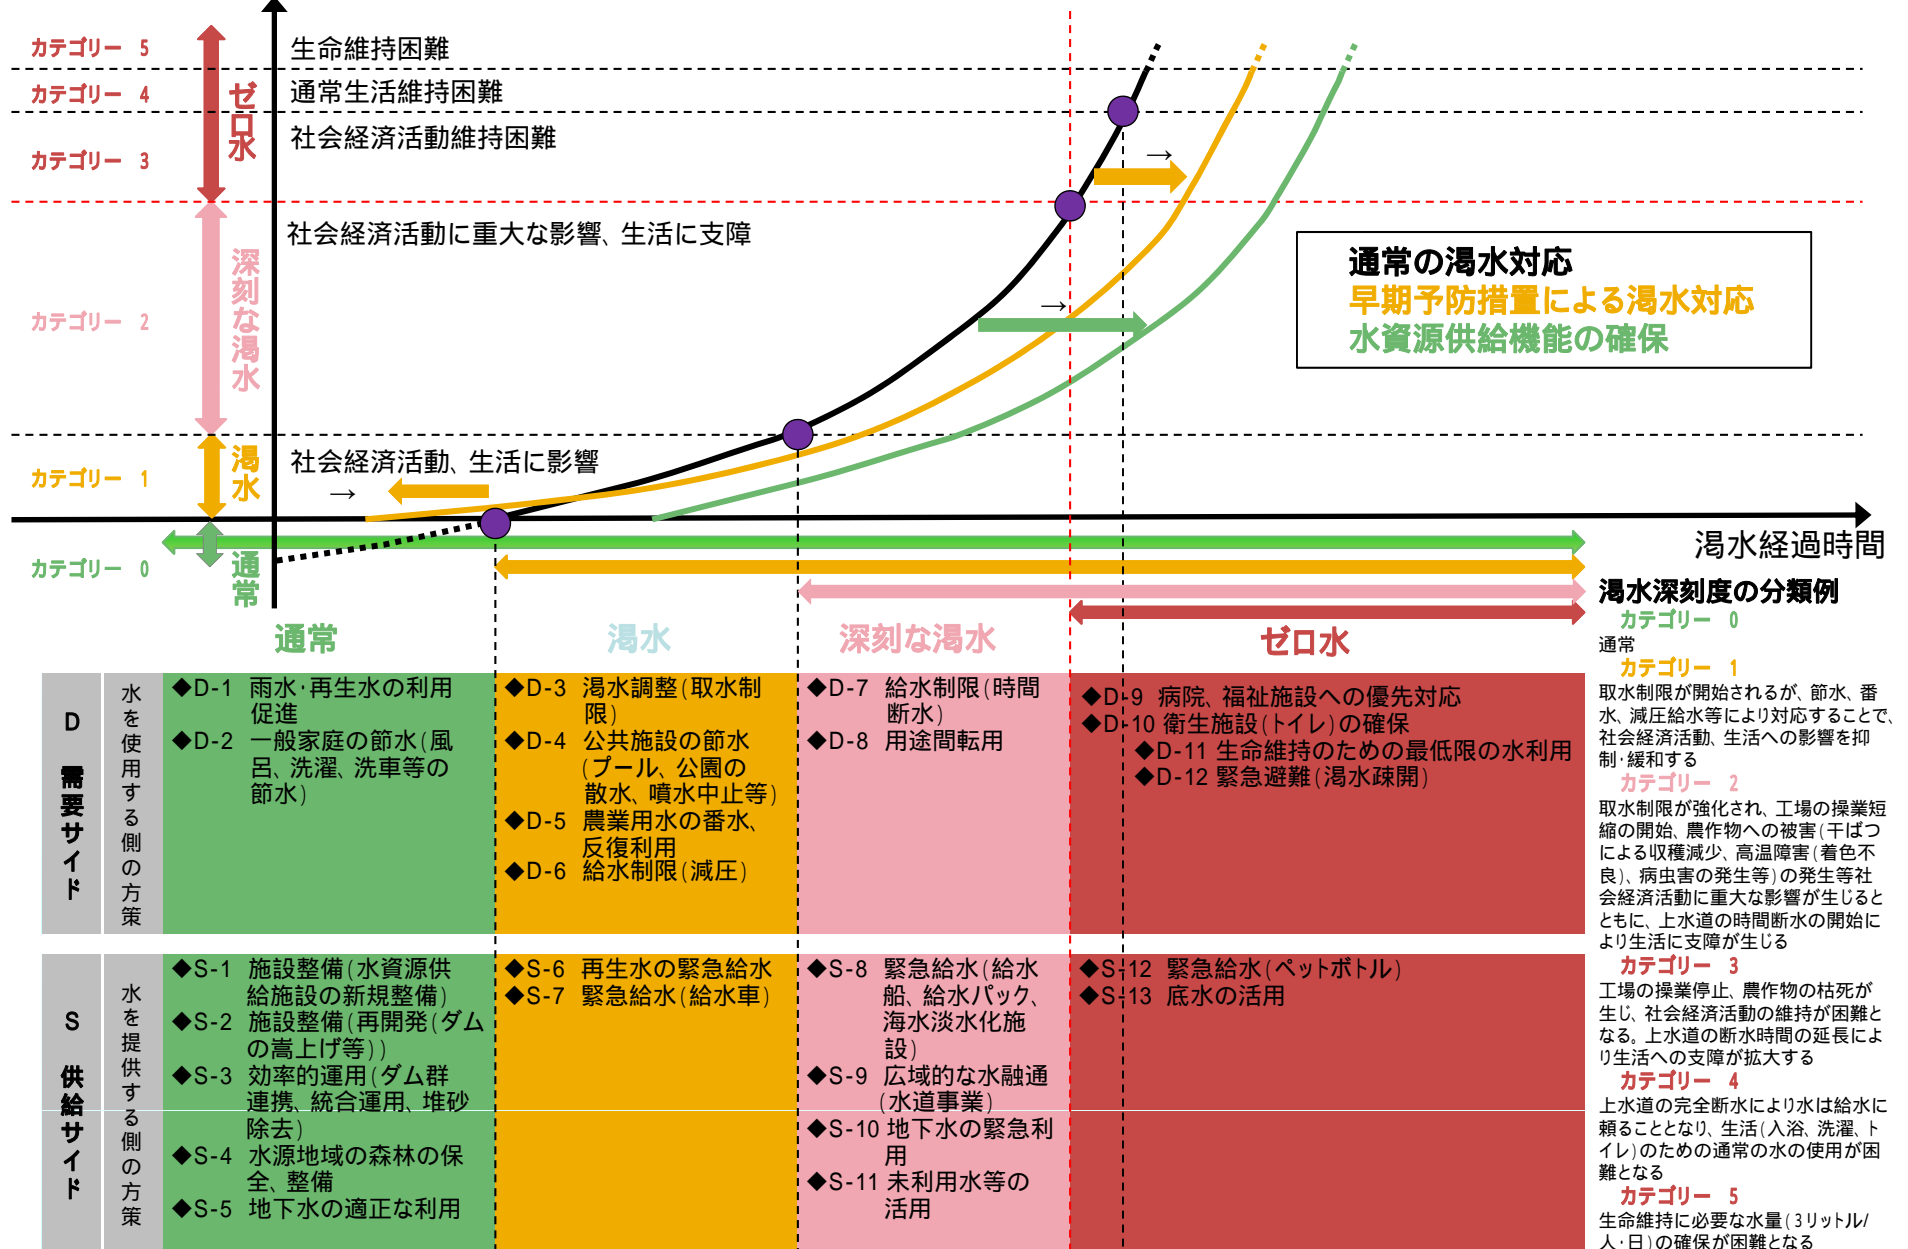 カテゴリー 5
生命維持困難
カテゴリー 4
通常生活維持困難
カテゴリー 3
社会経済活動維持困難
ゼロ水
→
社会経済活動に重大な影響、生活に支障
カテゴリー 2
深刻な渇水
→
通常の渇水対応
早期予防措置による渇水対応
水資源供給機能の確保
カテゴリー 1
渇水
社会経済活動、生活に影響
→
カテゴリー 0
通常
渇水経過時間
通常
渇水
深刻な渇水
ゼロ水
D 需要サイド
水を使用する側の方策
◆D-1 雨水・再生水の利用
促進
◆D-2 一般家庭の節水(風
呂、洗濯、洗車等の
節水)
◆D-3 渇水調整(取水制
限)
◆D-4 公共施設の節水
(プール、公園の
散水、噴水中止等)
◆D-5 農業用水の番水、
反復利用
◆D-6 給水制限(減圧)
◆D-7 給水制限(時間
断水)
◆D-8 用途間転用
◆D-9 病院、福祉施設への優先対応
◆D-10 衛生施設(トイレ)の確保
◆D-11 生命維持のための最低限の水利用
◆D-12 緊急避難(渇水疎開)
S 供給サイド
水を提供する側の方策
◆S-1 施設整備(水資源供
給施設の新規整備)
◆S-2 施設整備(再開発(ダム
の嵩上げ等))
◆S-3 効率的運用(ダム群
連携、統合運用、堆砂
除去)
◆S-4 水源地域の森林の保
全、整備
◆S-5 地下水の適正な利用
◆S-6 再生水の緊急給水
◆S-7 緊急給水(給水車)
◆S-8 緊急給水(給水
船、給水パック、
海水淡水化施
設)
◆S-9 広域的な水融通
(水道事業)
◆S-10 地下水の緊急利
用
◆S-11 未利用水等の
活用
◆S-12 緊急給水(ペットボトル)
◆S-13 底水の活用
渇水深刻度の分類例
カテゴリー 0
通常
カテゴリー 1
取水制限が開始されるが、節水、番
水、減圧給水等により対応することで、
社会経済活動、生活への影響を抑
制・緩和する
カテゴリー 2
取水制限が強化され、工場の操業短
縮の開始、農作物への被害(干ばつ
による収穫減少、高温障害(着色不
良)、病虫害の発生等)の発生等社
会経済活動に重大な影響が生じると
ともに、上水道の時間断水の開始に
より生活に支障が生じる
カテゴリー 3
工場の操業停止、農作物の枯死が
生じ、社会経済活動の維持が困難と
なる。上水道の断水時間の延長によ
り生活への支障が拡大する
カテゴリー 4
上水道の完全断水により水は給水に
頼ることとなり、生活(入浴、洗濯、ト
イレ)のための通常の水の使用が困
難となる
カテゴリー 5
生命維持に必要な水量(3リットル/
人・日)の確保が困難となる